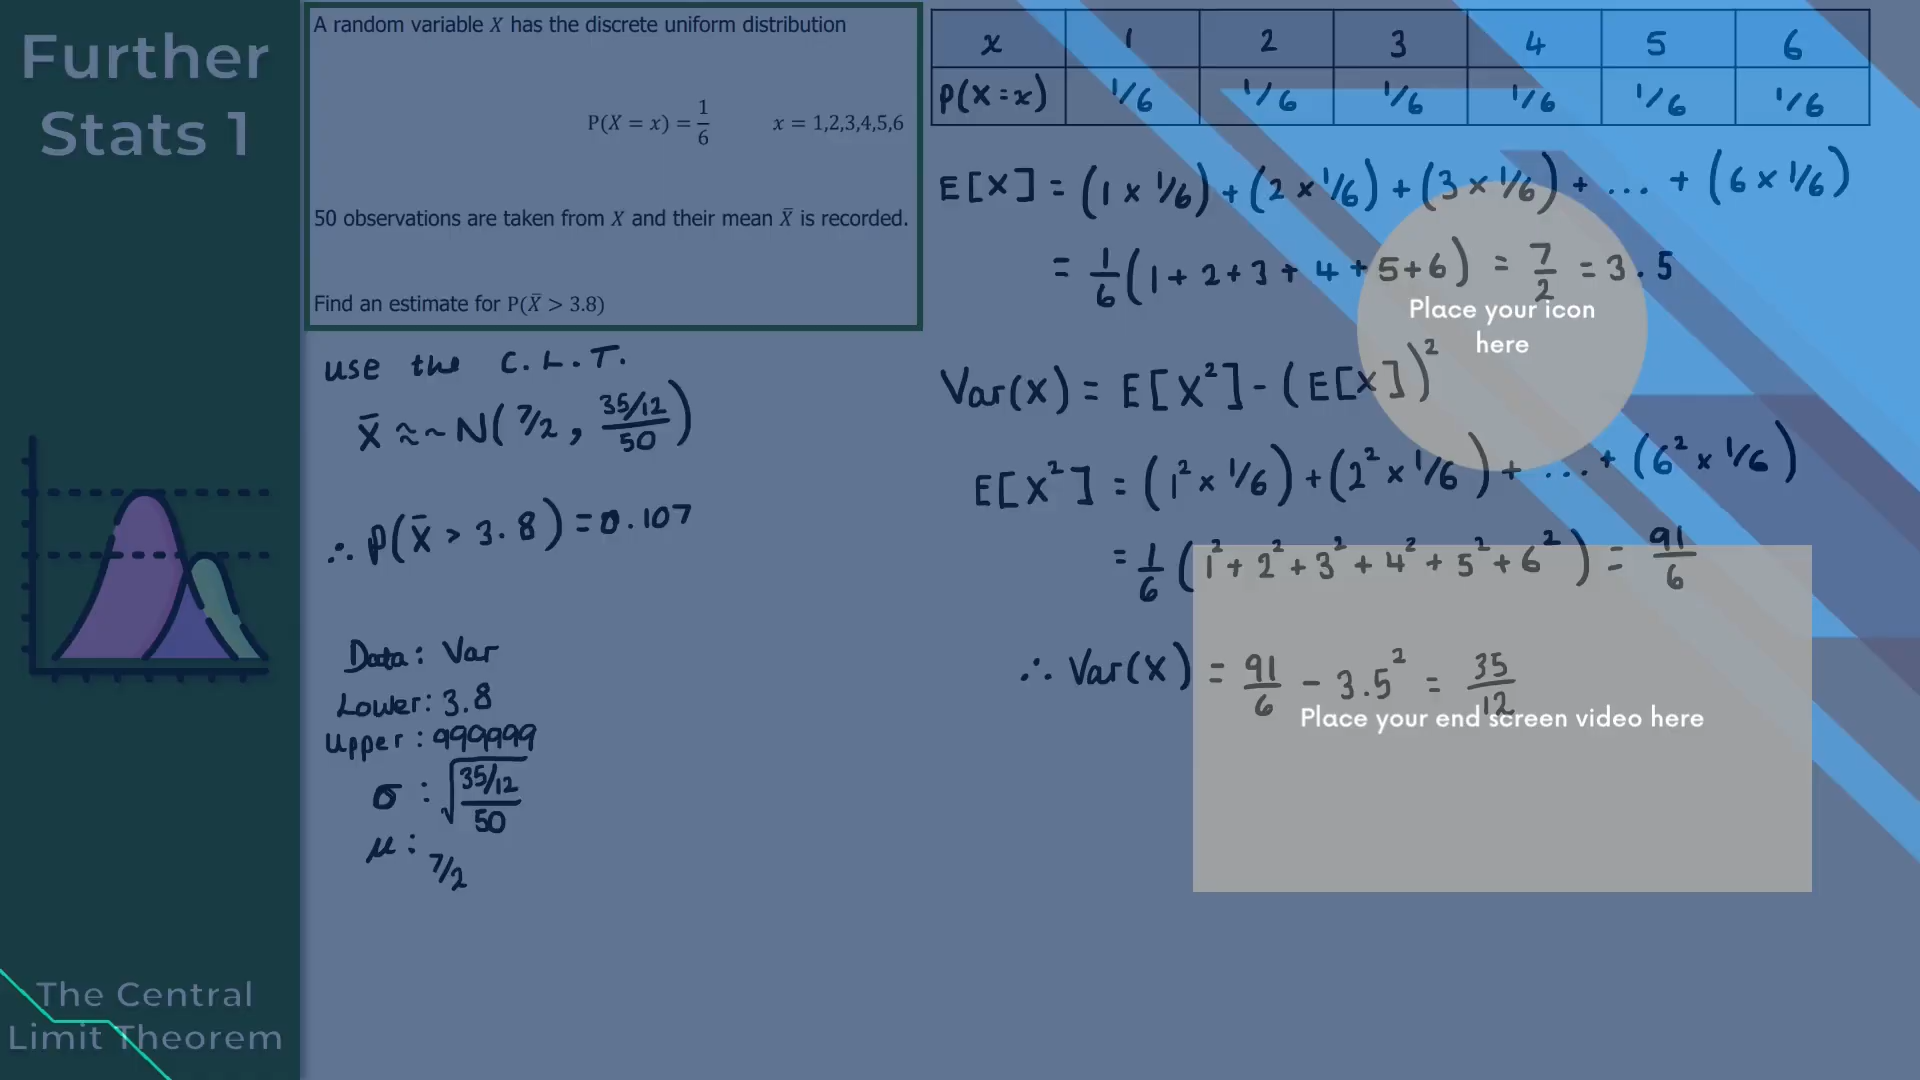 Further
Stats 1
A random variable X has the discrete uniform distribution
P(X = x) = 1/6 x = 1,2,3,4,5,6
50 observations are taken from X and their mean X̄ is recorded.
Find an estimate for P(X̄ > 3.8)
use the C.L.T.
X̄ ≈~ N(7/2, (35/12)/50)
∴ P(X̄ > 3.8) = 0.107
Data: Var
Lower: 3.8
Upper: 999999
σ: √((35/12)/50)
μ: 7/2
x 1 2 3 4 5 6
P(X=x) 1/6 1/6 1/6 1/6 1/6 1/6
E[X] = (1 × 1/6) + (2 × 1/6) + (3 × 1/6) + ... + (6 × 1/6)
= 1/6 (1 + 2 + 3 + 4 + 5 + 6) = 7/2 = 3.5
Place your icon
here
Var(X) = E[X²] - (E[X])²
E[X²] = (1² × 1/6) + (2² × 1/6) + ... + (6² × 1/6)
= 1/6 (1² + 2² + 3² + 4² + 5² + 6²) = 91/6
∴ Var(X) = 91/6 - 3.5² = 35/12
Place your end screen video here
The Central
Limit Theorem